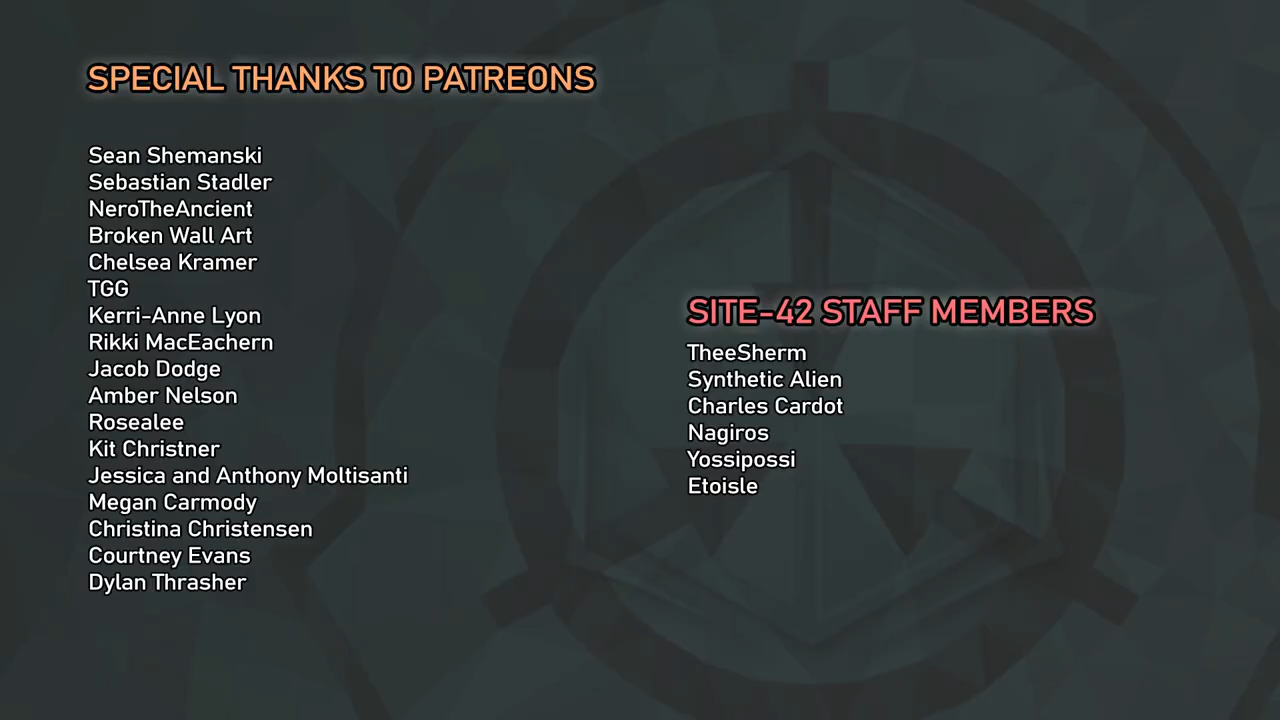 SPECIAL THANKS TO PATREONS
Sean Shemanski
Sebastian Stadler
NeroTheAncient
Broken Wall Art
Chelsea Kramer
TGG
Kerri-Anne Lyon
Rikki MacEachern
Jacob Dodge
Amber Nelson
Rosealee
Kit Christner
Jessica and Anthony Moltisanti
Megan Carmody
Christina Christensen
Courtney Evans
Dylan Thrasher
SITE-42 STAFF MEMBERS
TheeSherm
Synthetic Alien
Charles Cardot
Nagiros
Yossipossi
Etoisle